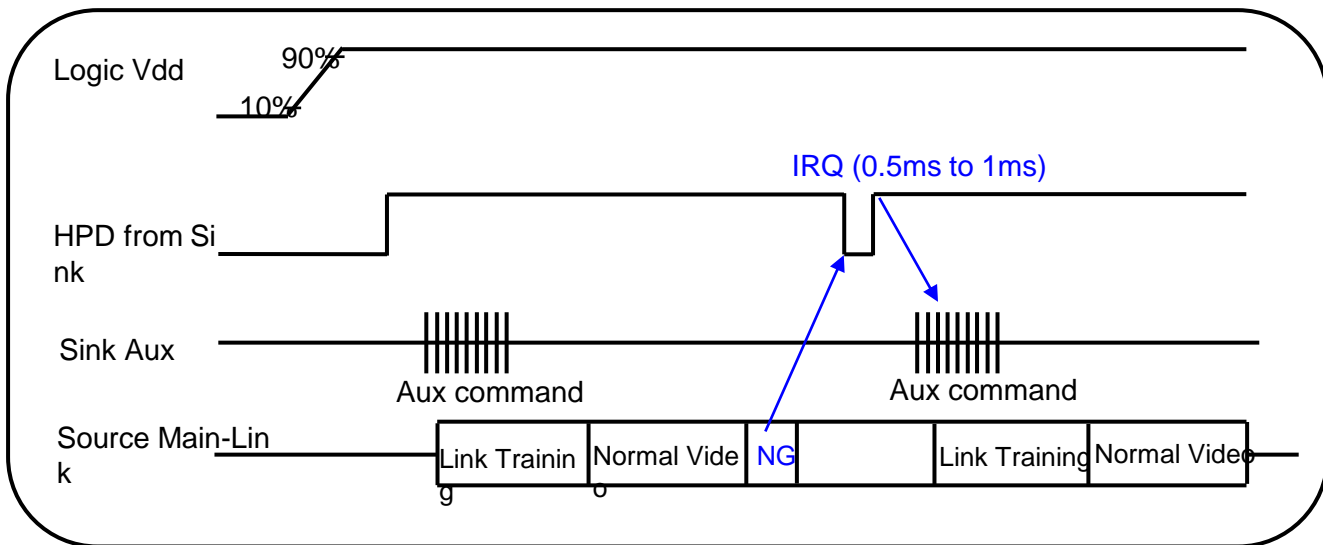 Logic Vdd
90%
10%
IRQ (0.5ms to 1ms)
HPD from Si
nk
Sink Aux
Aux command
Aux command
Source Main-Lin
k
Link Trainin
g
Normal Vide
o
NG
Link Training
Normal Video